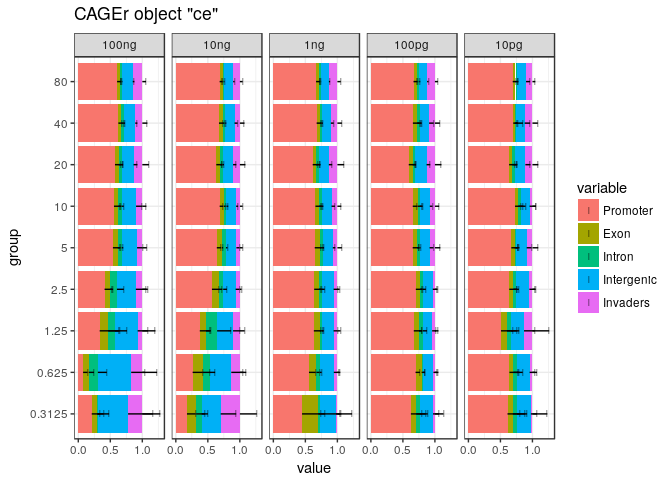 CAGEr object "ce"
100ng 10ng 1ng 100pg 10pg
80
40
20
10
5
2.5
1.25
0.625
0.3125
group
0.0 0.5 1.0 0.0 0.5 1.0 0.0 0.5 1.0 0.0 0.5 1.0 0.0 0.5 1.0
value
variable
Promoter
Exon
Intron
Intergenic
Invaders